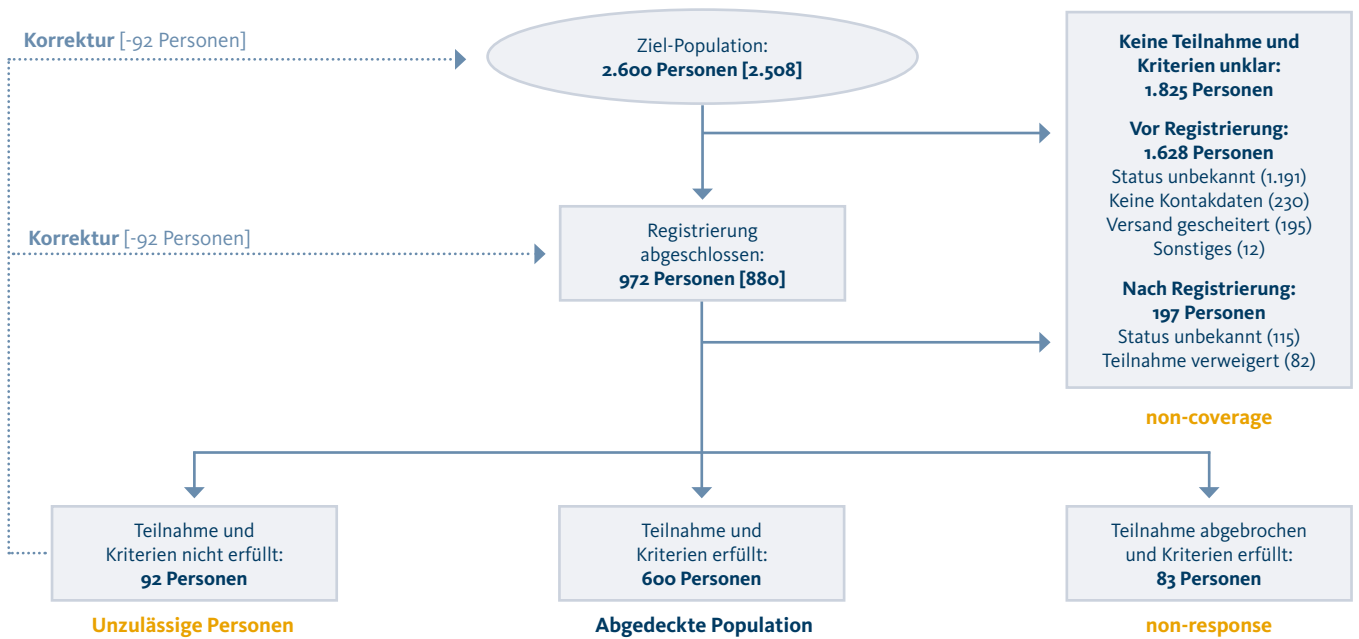 Korrektur [-92 Personen]
Ziel-Population:
2.600 Personen [2.508]
Keine Teilnahme und
Kriterien unklar:
1.825 Personen
Vor Registrierung:
1.628 Personen
Status unbekannt (1.191)
Keine Kontakdaten (230)
Versand gescheitert (195)
Sonstiges (12)
Nach Registrierung:
197 Personen
Status unbekannt (115)
Teilnahme verweigert (82)
non-coverage
Korrektur [-92 Personen]
Registrierung
abgeschlossen:
972 Personen [880]
Teilnahme und
Kriterien nicht erfüllt:
92 Personen
Unzulässige Personen
Teilnahme und
Kriterien erfüllt:
600 Personen
Abgedeckte Population
Teilnahme abgebrochen
und Kriterien erfüllt:
83 Personen
non-response